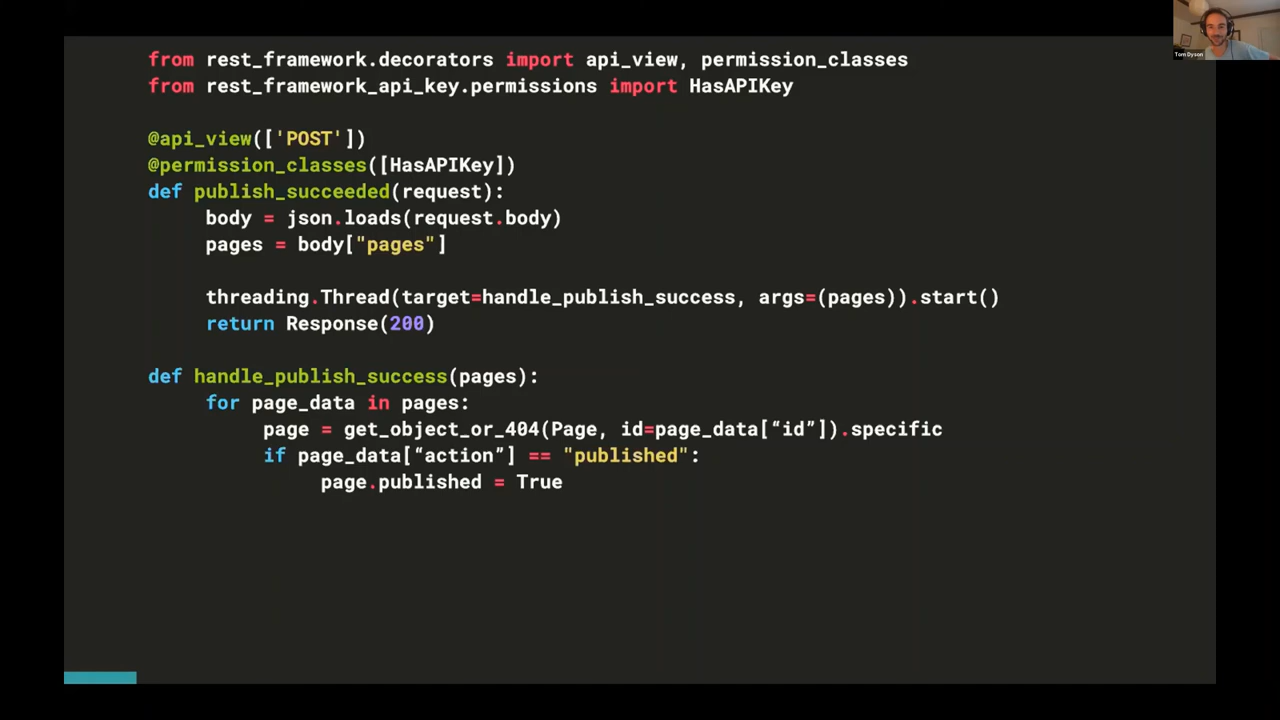 from rest_framework.decorators import api_view, permission_classes
from rest_framework_api_key.permissions import HasAPIKey
@api_view(['POST'])
@permission_classes([HasAPIKey])
def publish_succeeded(request):
body = json.loads(request.body)
pages = body["pages"]
threading.Thread(target=handle_publish_success, args=(pages)).start()
return Response(200)
def handle_publish_success(pages):
for page_data in pages:
page = get_object_or_404(Page, id=page_data[“id”]).specific
if page_data[“action”] == "published":
page.published = True
Tom Dyson